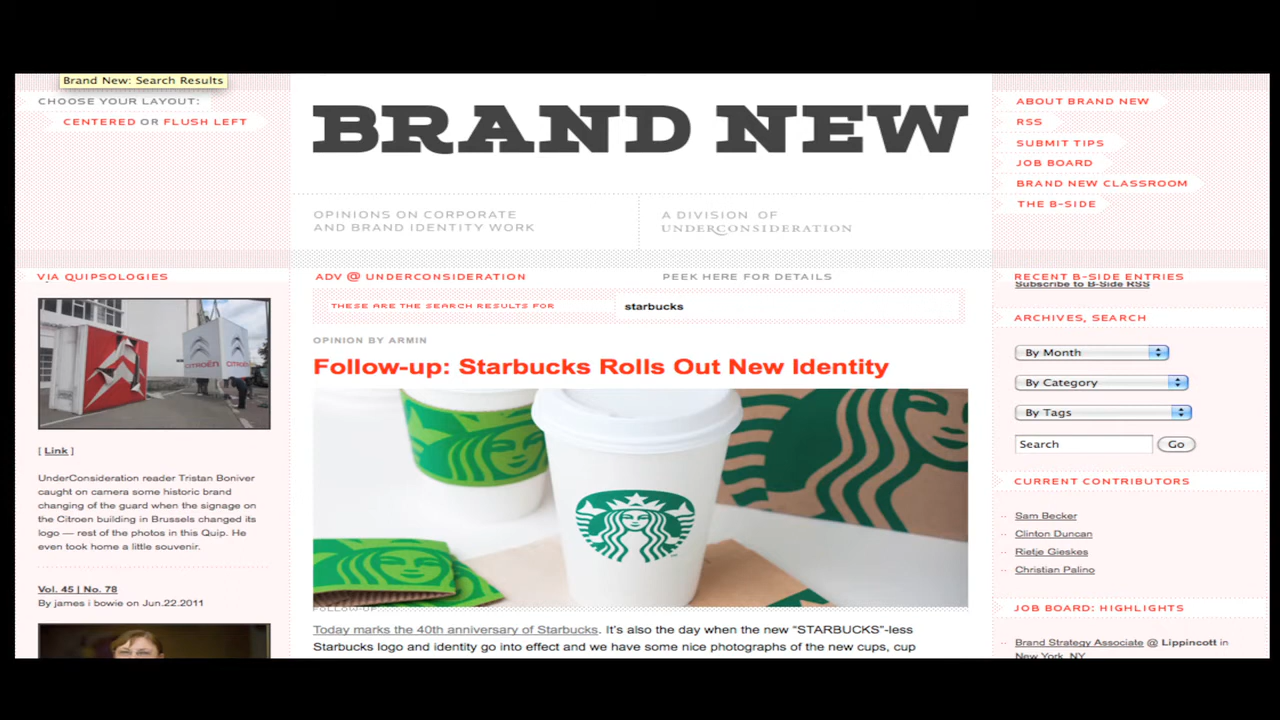 Brand New: Search Results
CHOOSE YOUR LAYOUT:
CENTERED OR FLUSH LEFT
BRAND NEW
OPINIONS ON CORPORATE
AND BRAND IDENTITY WORK
A DIVISION OF
UNDERCONSIDERATION
ABOUT BRAND NEW
RSS
SUBMIT TIPS
JOB BOARD
BRAND NEW CLASSROOM
THE B-SIDE
VIA QUIPSOLOGIES
CITROËN
CITROËN
[ Link ]
UnderConsideration reader Tristan Boniver
caught on camera some historic brand
changing of the guard when the signage on
the Citroen building in Brussels changed its
logo — rest of the photos in this Quip. He
even took home a little souvenir.
Vol. 45 | No. 78
By james i bowie on Jun.22.2011
ADV @ UNDERCONSIDERATION
PEEK HERE FOR DETAILS
THESE ARE THE SEARCH RESULTS FOR
starbucks
OPINION BY ARMIN
Follow-up: Starbucks Rolls Out New Identity
FOLLOW-UP
Today marks the 40th anniversary of Starbucks. It's also the day when the new “STARBUCKS”-less
Starbucks logo and identity go into effect and we have some nice photographs of the new cups, cup
RECENT B-SIDE ENTRIES
Subscribe to B-Side RSS
ARCHIVES, SEARCH
By Month
By Category
By Tags
Search
Go
CURRENT CONTRIBUTORS
Sam Becker
Clinton Duncan
Rietje Gieskes
Christian Palino
JOB BOARD: HIGHLIGHTS
Brand Strategy Associate @ Lippincott in
New York, NY